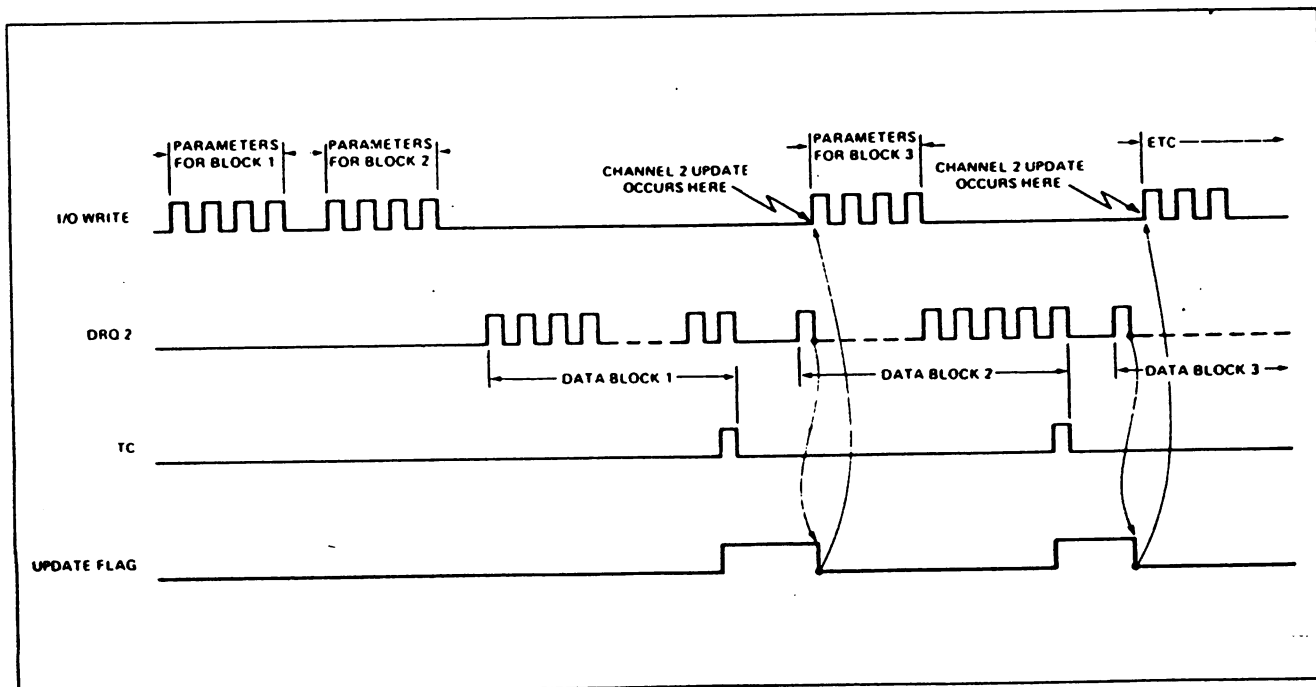 PARAMETERS
FOR BLOCK 1
PARAMETERS
FOR BLOCK 2
CHANNEL 2 UPDATE
OCCURS HERE
PARAMETERS
FOR BLOCK 3
CHANNEL 2 UPDATE
OCCURS HERE
ETC
I/O WRITE
DRQ 2
DATA BLOCK 1
DATA BLOCK 2
DATA BLOCK 3
TC
UPDATE FLAG